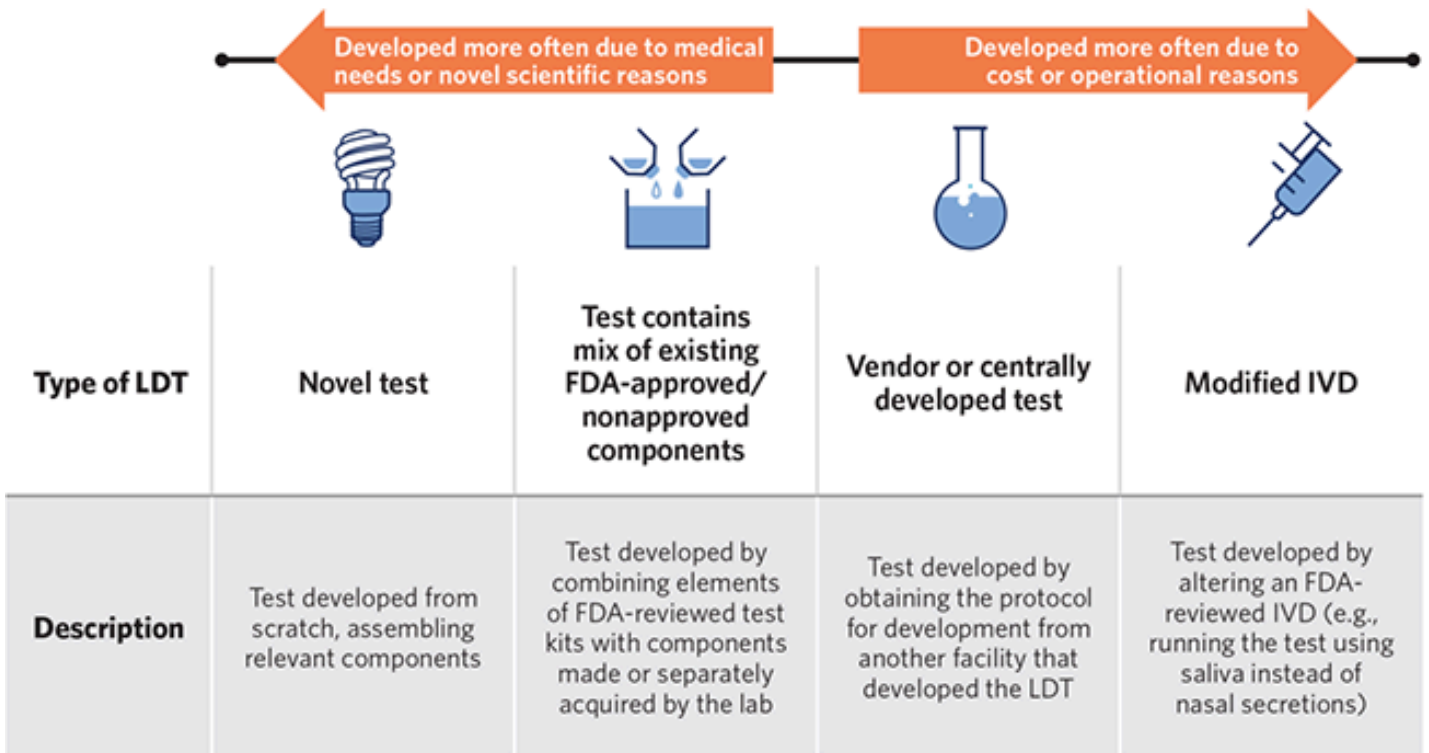 Developed more often due to medical
needs or novel scientific reasons
Developed more often due to
cost or operational reasons
Type of LDT
Novel test
Test contains
mix of existing
FDA-approved/
nonapproved
components
Vendor or centrally
developed test
Modified IVD
Description
Test developed from
scratch, assembling
relevant components
Test developed by
combining elements
of FDA-reviewed test
kits with components
made or separately
acquired by the lab
Test developed by
obtaining the protocol
for development from
another facility that
developed the LDT
Test developed by
altering an FDA-
reviewed IVD (e.g.,
running the test using
saliva instead of
nasal secretions)